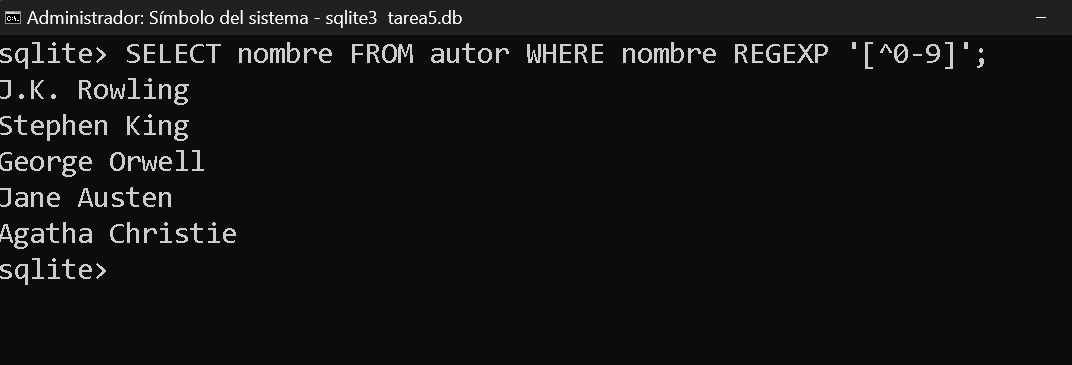 Administrador: Símbolo del sistema - sqlite3 tarea5.db
sqlite> SELECT nombre FROM autor WHERE nombre REGEXP '[^0-9]';
J.K. Rowling
Stephen King
George Orwell
Jane Austen
Agatha Christie
sqlite>